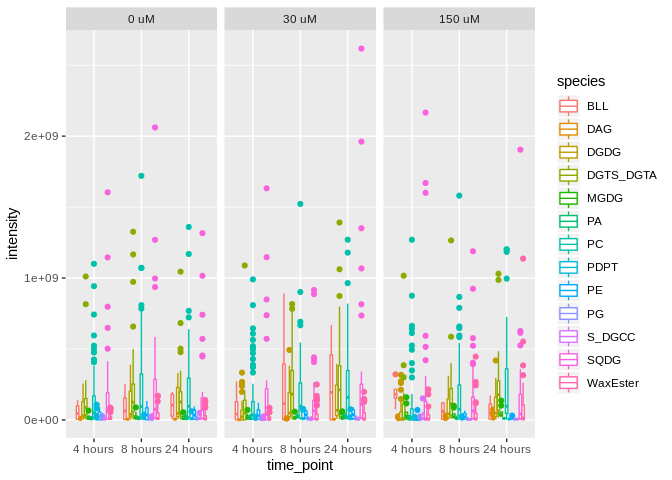 0 uM
30 uM
150 uM
intensity
2e+09
1e+09
0e+00
4 hours
8 hours
24 hours
4 hours
8 hours
24 hours
4 hours
8 hours
24 hours
time_point
species
BLL
DAG
DGDG
DGTS_DGTA
MGDG
PA
PC
PDPT
PE
PG
S_DGCC
SQDG
WaxEster